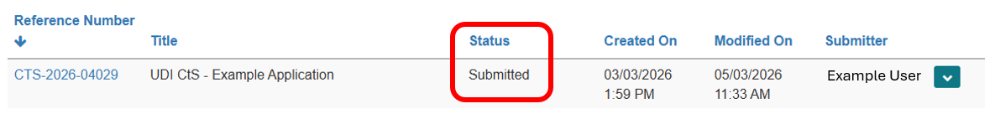 Reference Number
Title Status Created On Modified On Submitter
CTS-2026-04029 UDI CtS - Example Application Submitted 03/03/2026 05/03/2026 Example User
1:59 PM 11:33 AM